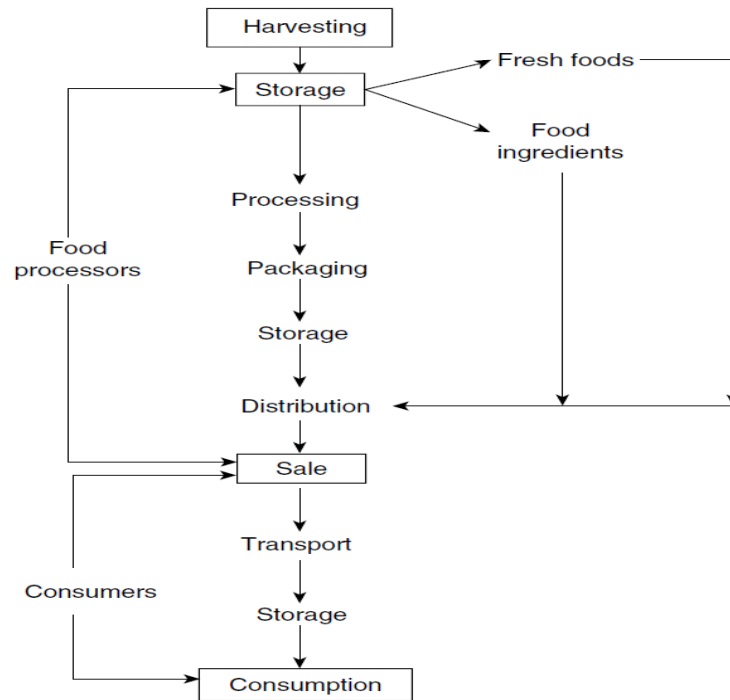 Harvesting
Fresh foods
Storage
Food
ingredients
Processing
Food
processors
Packaging
Storage
Distribution
Sale
Transport
Consumers
Storage
Consumption